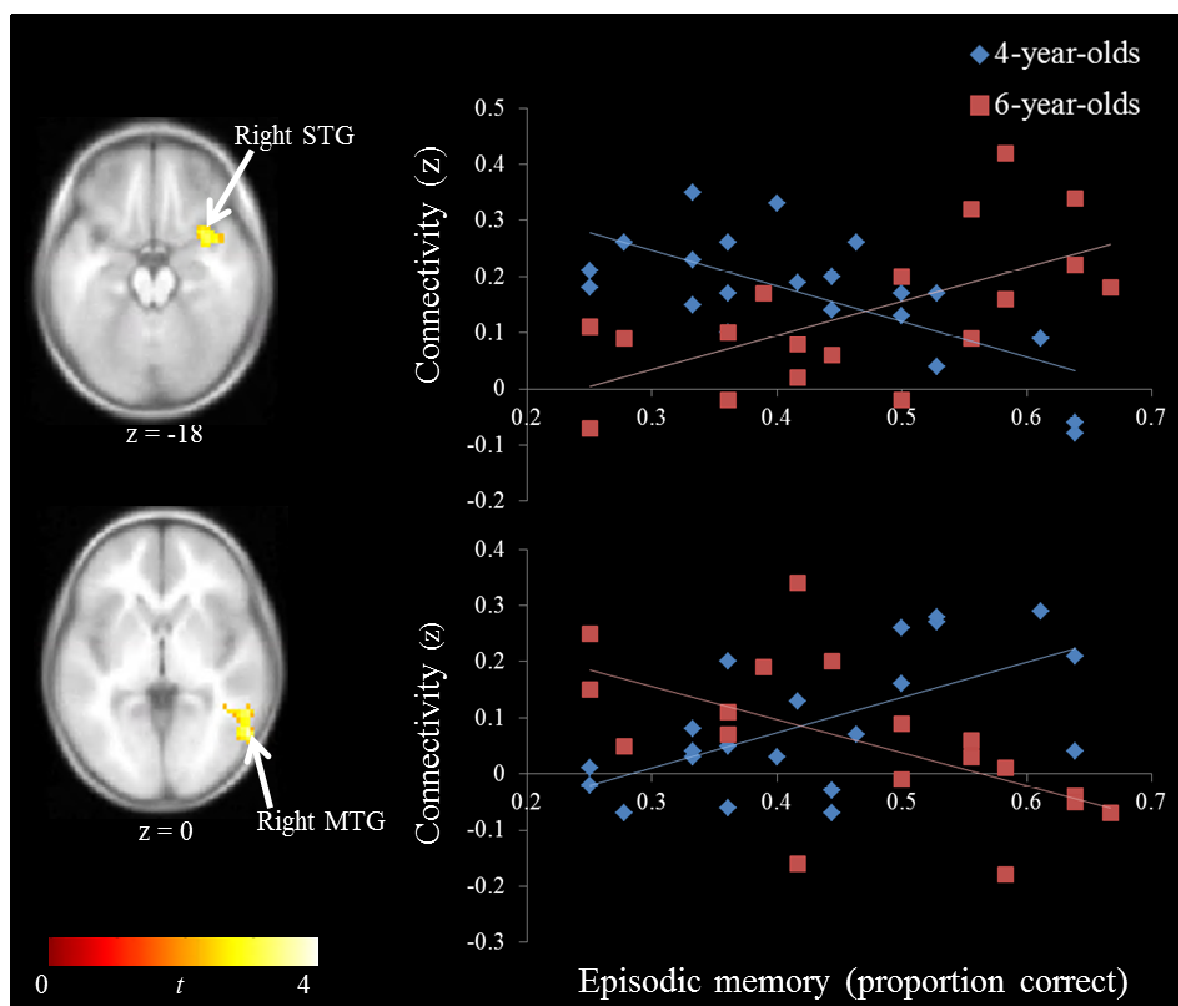 4-year-olds
6-year-olds
Right STG
z = -18
Connectivity (z)
0.5
0.4
0.3
0.2
0.1
0
-0.1
-0.2
0.2 0.3 0.4 0.5 0.6 0.7
Right MTG
z = 0
Connectivity (z)
0.4
0.3
0.2
0.1
0
-0.1
-0.2
-0.3
0.2 0.3 0.4 0.5 0.6 0.7
0 t 4
Episodic memory (proportion correct)